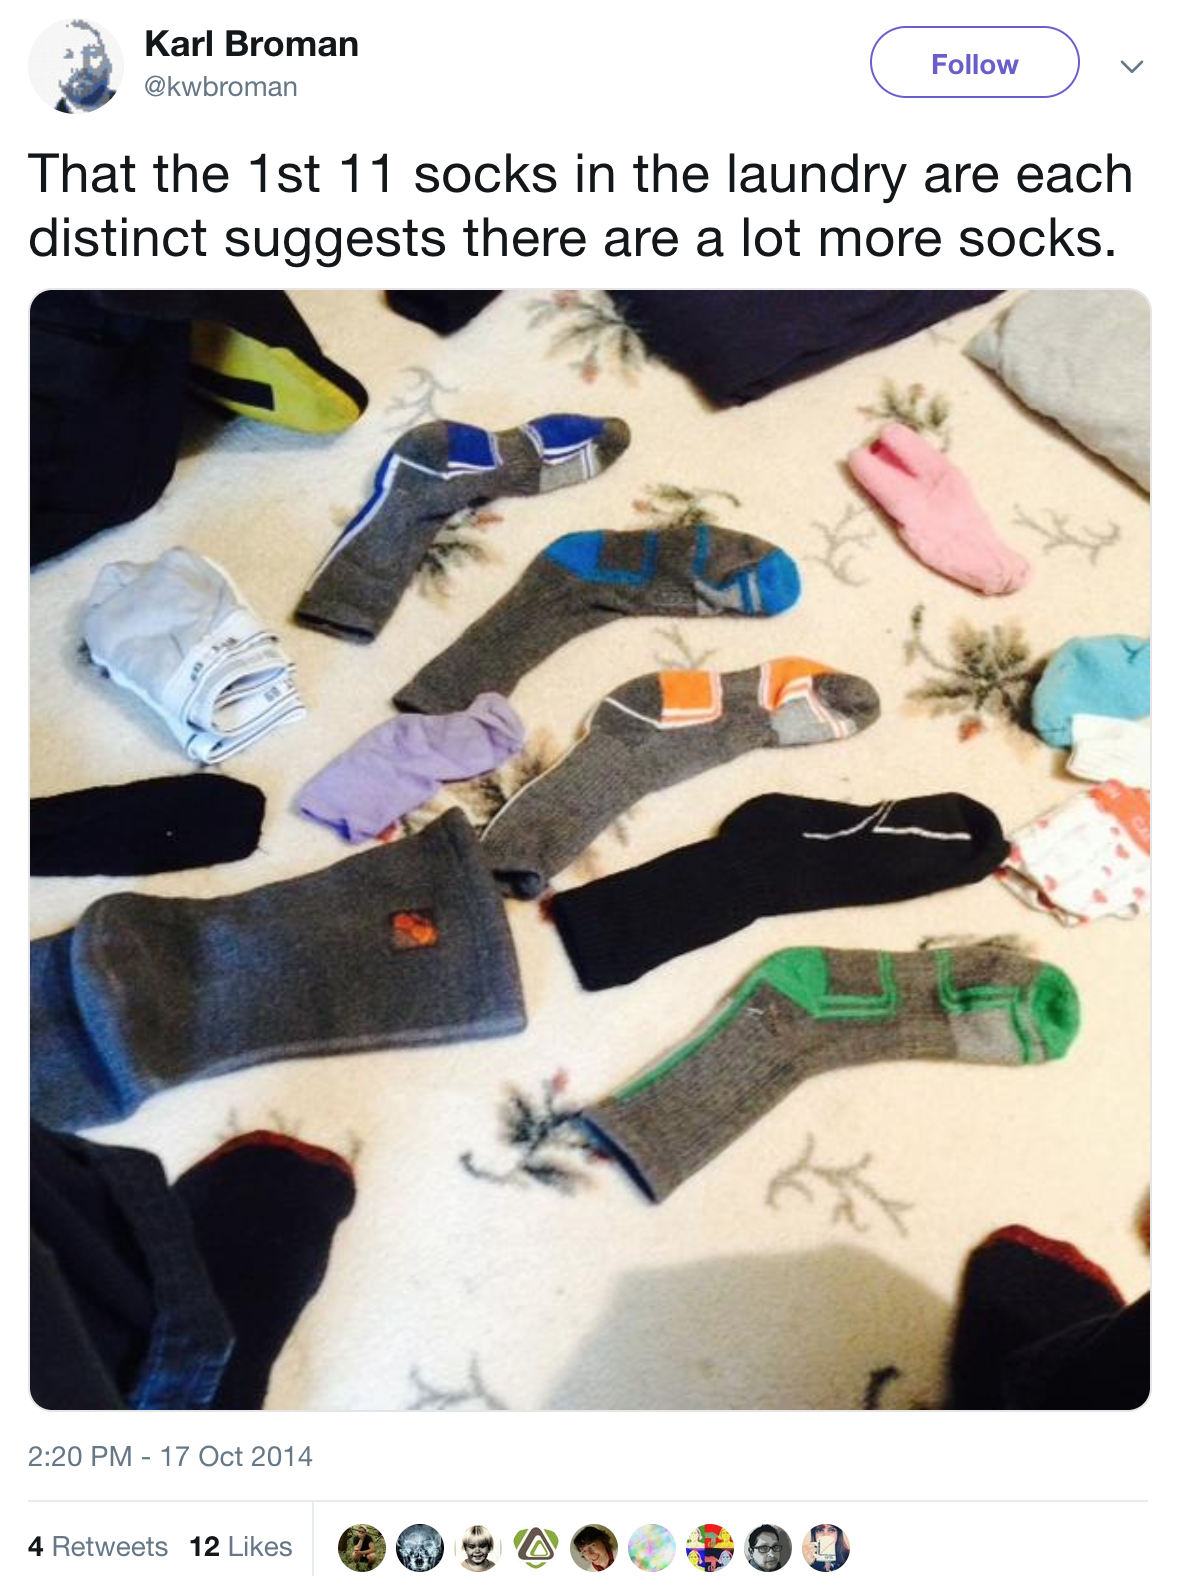 Karl Broman
@kwbroman
Follow
That the 1st 11 socks in the laundry are each
distinct suggests there are a lot more socks.
2:20 PM - 17 Oct 2014
4 Retweets 12 Likes